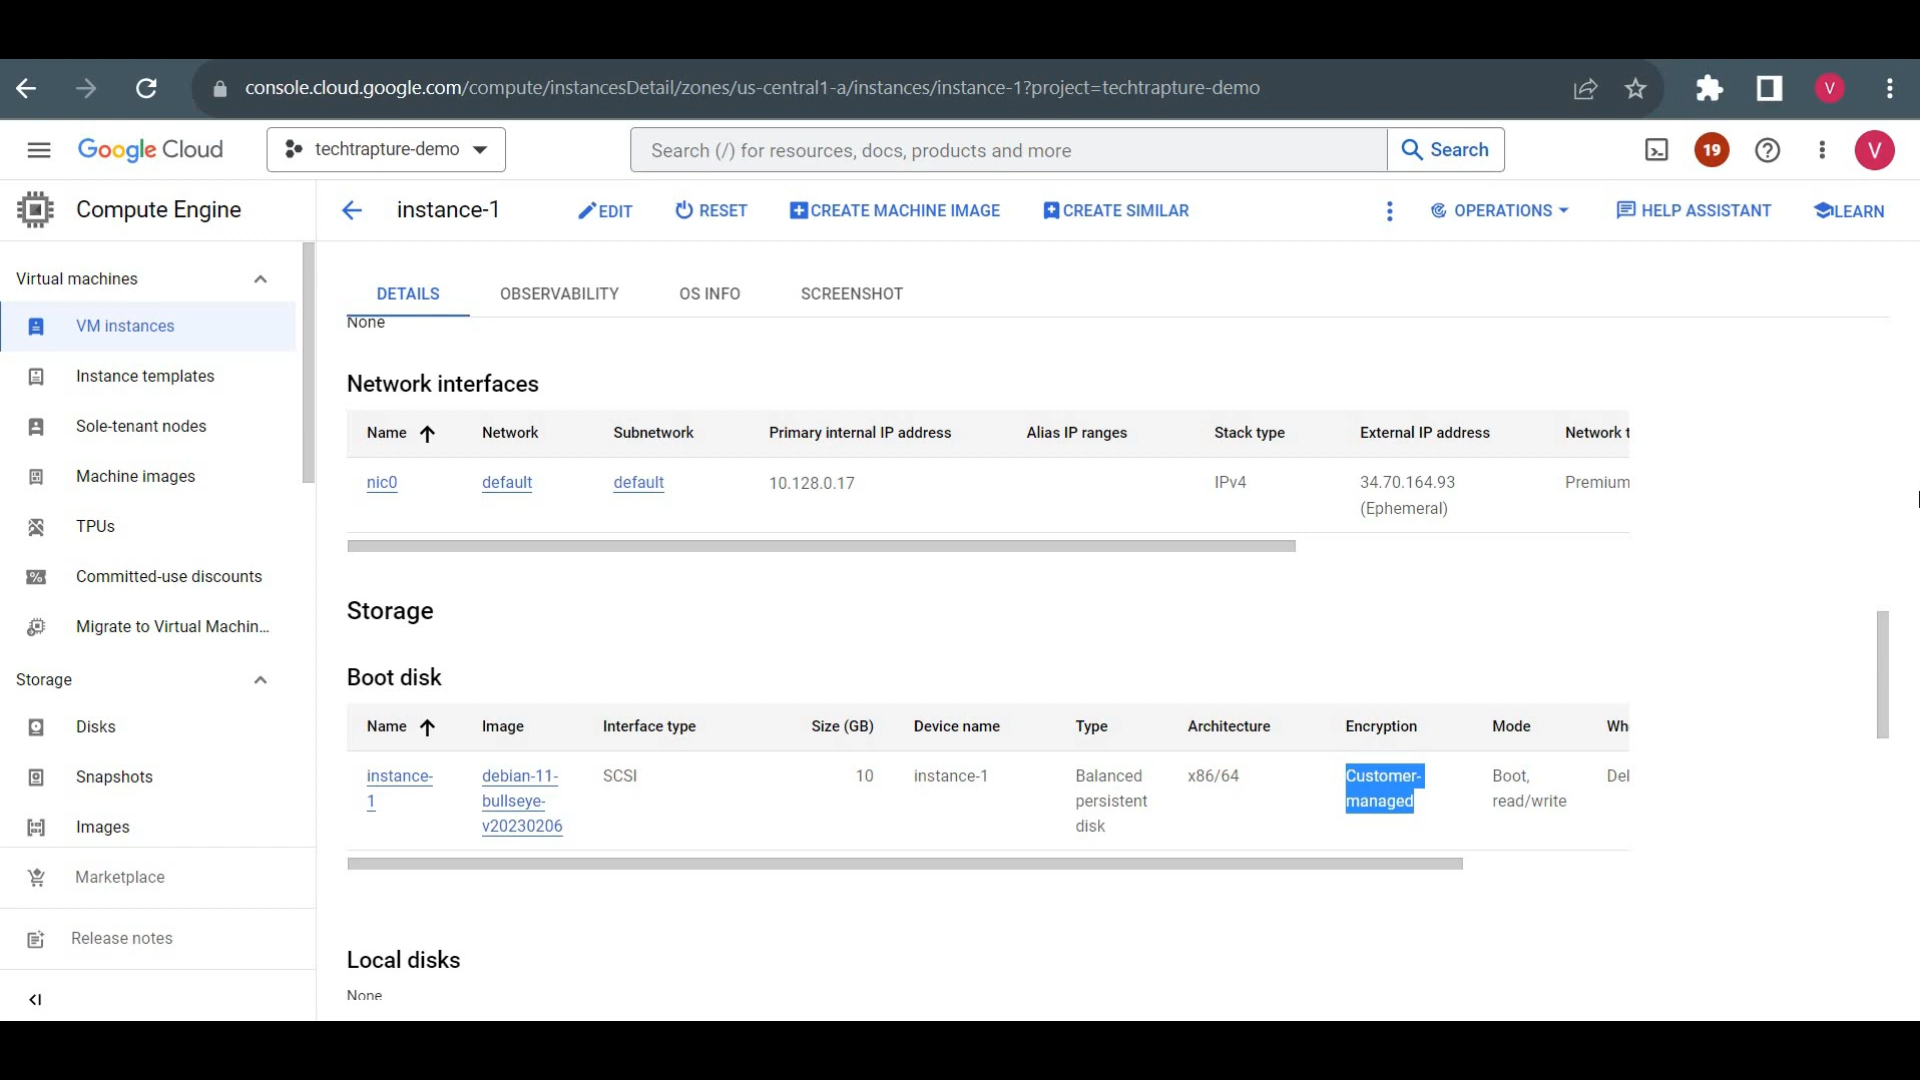 console.cloud.google.com/compute/instancesDetail/zones/us-central1-a/instances/instance-1?project=techtrapture-demo
V
Google Cloud
techtrapture-demo
Search (/) for resources, docs, products and more
Search
19
V
Compute Engine
instance-1
EDIT
RESET
CREATE MACHINE IMAGE
CREATE SIMILAR
OPERATIONS
HELP ASSISTANT
LEARN
Virtual machines
VM instances
Instance templates
Sole-tenant nodes
Machine images
TPUs
Committed-use discounts
Migrate to Virtual Machin...
Storage
Disks
Snapshots
Images
Marketplace
Release notes
DETAILS
OBSERVABILITY
OS INFO
SCREENSHOT
None
Network interfaces
Name Network Subnetwork Primary internal IP address Alias IP ranges Stack type External IP address Network t
nic0 default default 10.128.0.17 IPv4 34.70.164.93 Premium
(Ephemeral)
Storage
Boot disk
Name Image Interface type Size (GB) Device name Type Architecture Encryption Mode Wh
instance- debian-11- SCSI 10 instance-1 Balanced x86/64 Customer- Boot, Del
1 bullseye- persistent managed read/write
v20230206 disk
Local disks
None